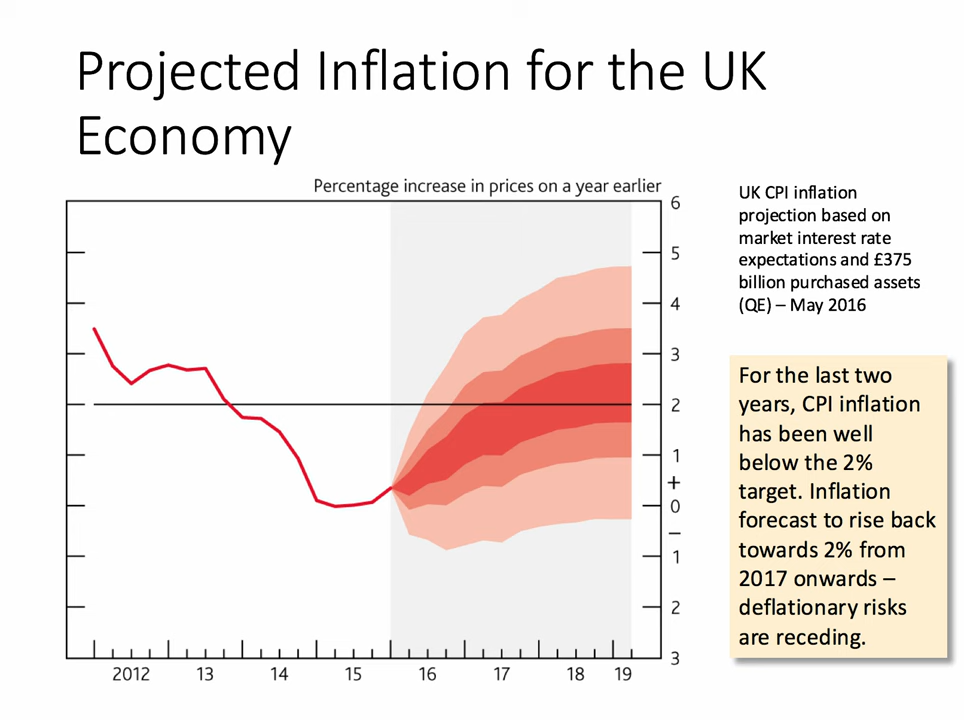 Projected Inflation for the UK
Economy
Percentage increase in prices on a year earlier
6
5
4
3
2
1
+
0
–
1
2
3
2012 13 14 15 16 17 18 19
UK CPI inflation
projection based on
market interest rate
expectations and £375
billion purchased assets
(QE) – May 2016
For the last two
years, CPI inflation
has been well
below the 2%
target. Inflation
forecast to rise back
towards 2% from
2017 onwards –
deflationary risks
are receding.